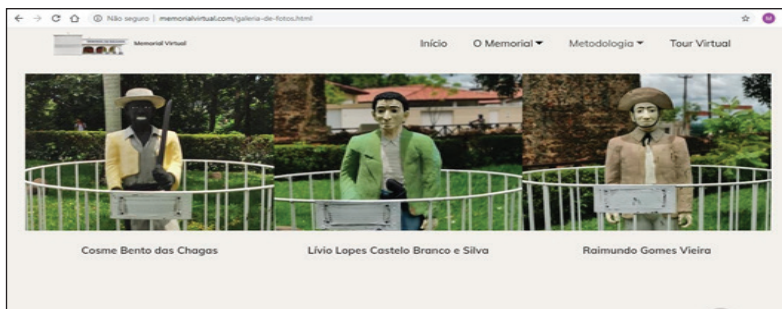 Não seguro | memorialvirtual.com/galeria-de-fotos.html
Memorial Virtual
Início O Memorial Metodologia Tour Virtual
Cosme Bento das Chagas
Lívio Lopes Castelo Branco e Silva
Raimundo Gomes Vieira